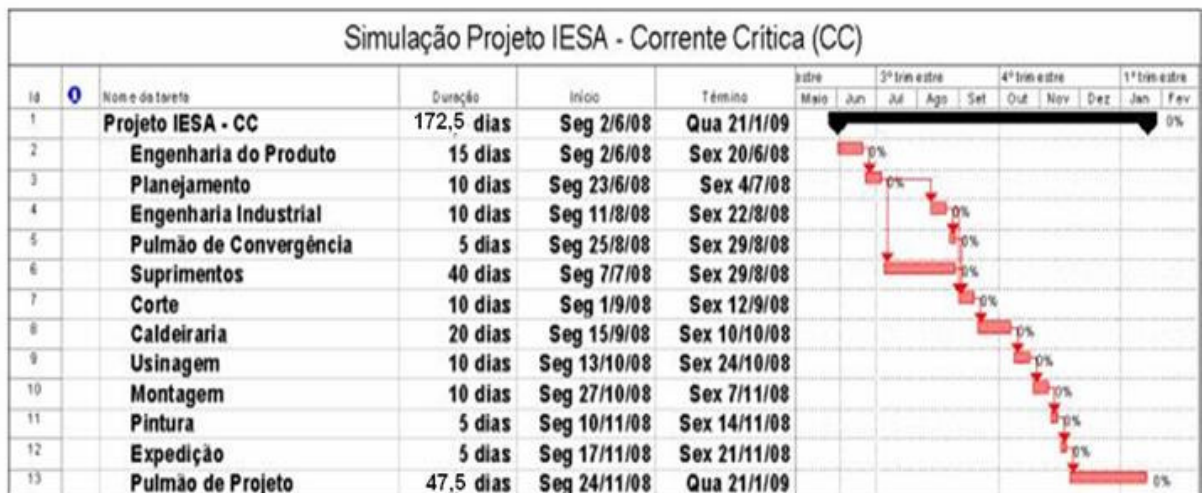 Simulação Projeto IESA - Corrente Crítica (CC)
estre 3º trimestre 4º trimestre 1º trimestre
Id Nome da tarefa Duração Início Término Maio Jun Jul Ago Set Out Nov Dez Jan Fev
1 Projeto IESA - CC 172,5 dias Seg 2/6/08 Qua 21/1/09 0%
2 Engenharia do Produto 15 dias Seg 2/6/08 Sex 20/6/08 0%
3 Planejamento 10 dias Seg 23/6/08 Sex 4/7/08 0%
4 Engenharia Industrial 10 dias Seg 11/8/08 Sex 22/8/08 0%
5 Pulmão de Convergência 5 dias Seg 25/8/08 Sex 29/8/08 0%
6 Suprimentos 40 dias Seg 7/7/08 Sex 29/8/08 0%
7 Corte 10 dias Seg 1/9/08 Sex 12/9/08 0%
8 Caldeiraria 20 dias Seg 15/9/08 Sex 10/10/08 0%
9 Usinagem 10 dias Seg 13/10/08 Sex 24/10/08 0%
10 Montagem 10 dias Seg 27/10/08 Sex 7/11/08 0%
11 Pintura 5 dias Seg 10/11/08 Sex 14/11/08 0%
12 Expedição 5 dias Seg 17/11/08 Sex 21/11/08 0%
13 Pulmão de Projeto 47,5 dias Seg 24/11/08 Qua 21/1/09 0%